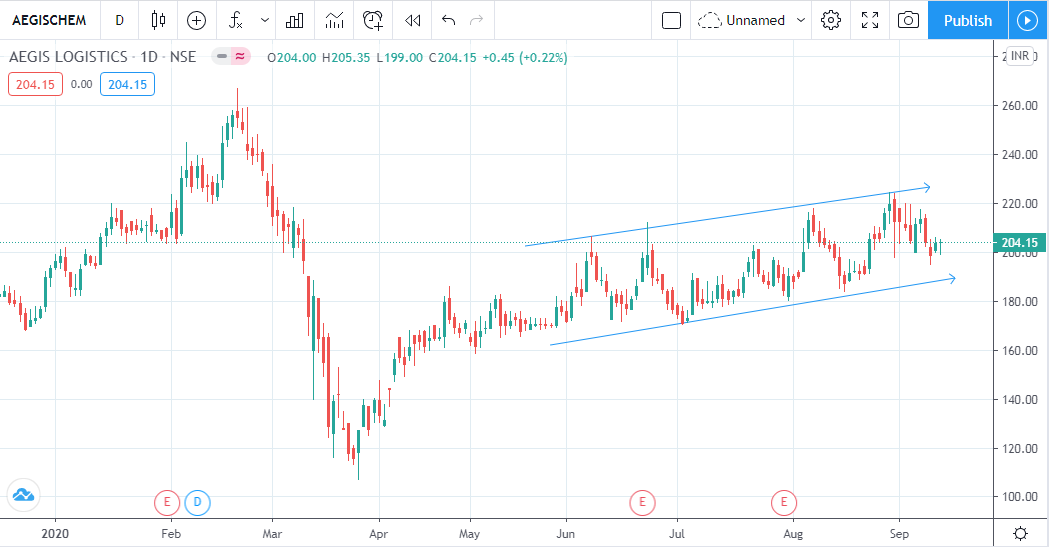 AEGISCHEM D Unnamed Publish
AEGIS LOGISTICS · 1D · NSE O204.00 H205.35 L199.00 C204.15 +0.45 (+0.22%) INR
204.15 0.00 204.15
260.00
240.00
220.00
204.15
200.00
180.00
160.00
140.00
120.00
100.00
E D E E
2020 Feb Mar Apr May Jun Jul Aug Sep